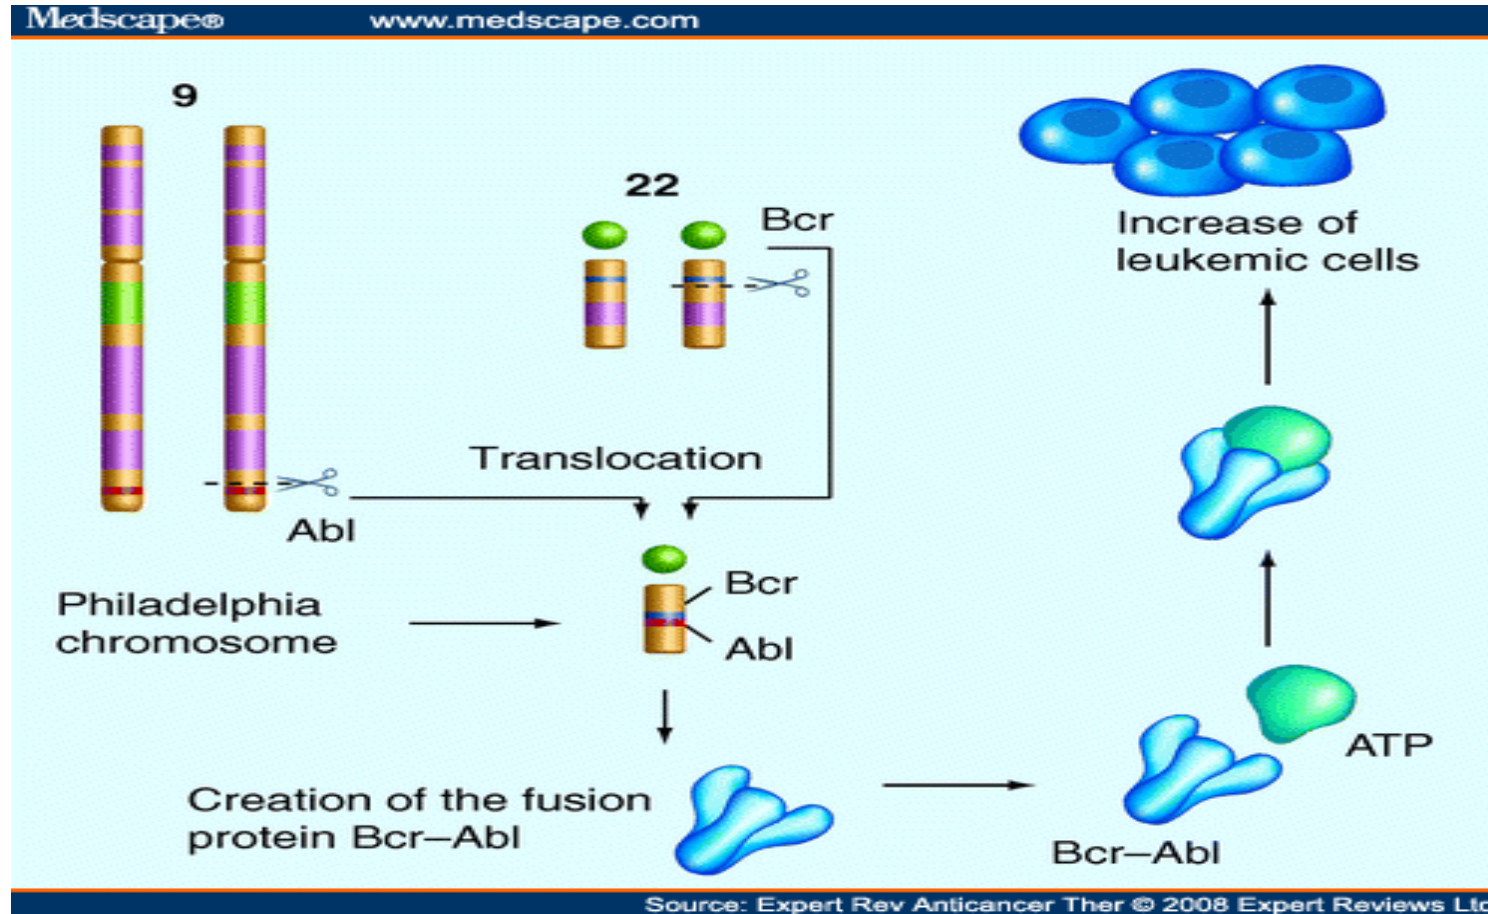 Medscape® www.medscape.com
9
22
Bcr
Increase of
leukemic cells
Translocation
Abl
Philadelphia
chromosome
Bcr
Abl
ATP
Creation of the fusion
protein Bcr–Abl
Bcr–Abl
Source: Expert Rev Anticancer Ther © 2008 Expert Reviews Ltd